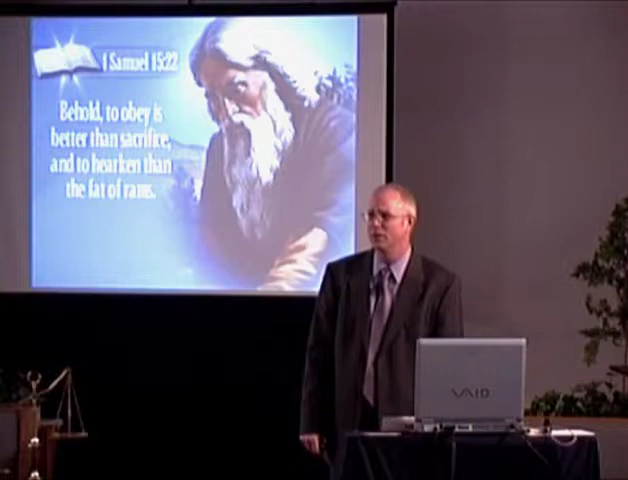 1 Samuel 15:22
Behold, to obey is
better than sacrifice,
and to hearken than
the fat of rams.
VAIO